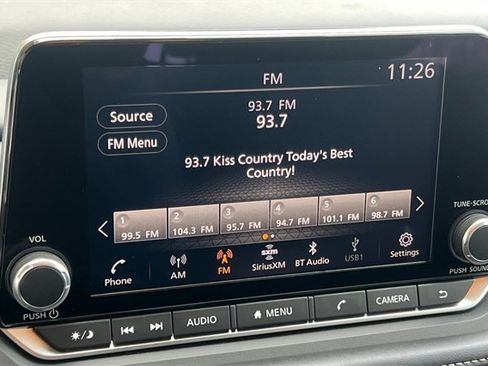 FM
11:26
Source
93.7 FM
93.7
FM Menu
93.7 Kiss Country Today's Best
Country!
1 2 3 4 5 6
99.5 FM 104.3 FM 95.7 FM 94.7 FM 101.1 FM 98.7 FM
VOL
TUNE·SCRO
Phone
AM
FM
sxm
SiriusXM
BT Audio
USB1
Settings
PUSH
PUSH SOUN
AUDIO
MENU
CAMERA